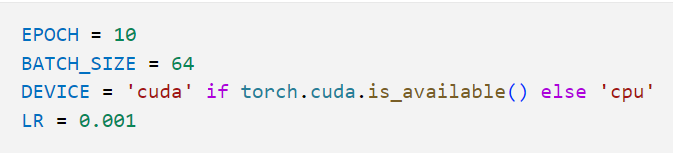 EPOCH = 10
BATCH_SIZE = 64
DEVICE = 'cuda' if torch.cuda.is_available() else 'cpu'
LR = 0.001